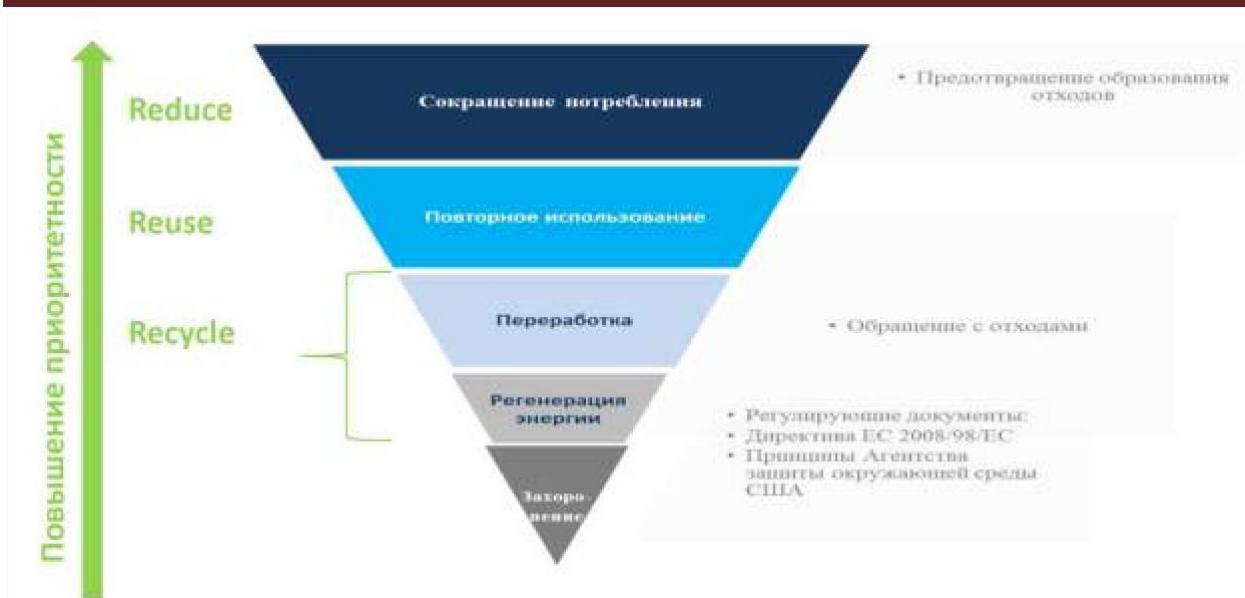 Повышение приоритетности
Reduce
Сокращение потребления
• Предотвращение образования
отходов
Reuse
Повторное использование
Recycle
Переработка
• Обращение с отходами
Регенерация
энергии
• Регулирующие документы:
• Директива ЕС 2008/98/ЕС
• Принципы Агентства
защиты окружающей среды
США
Захоро-
нение